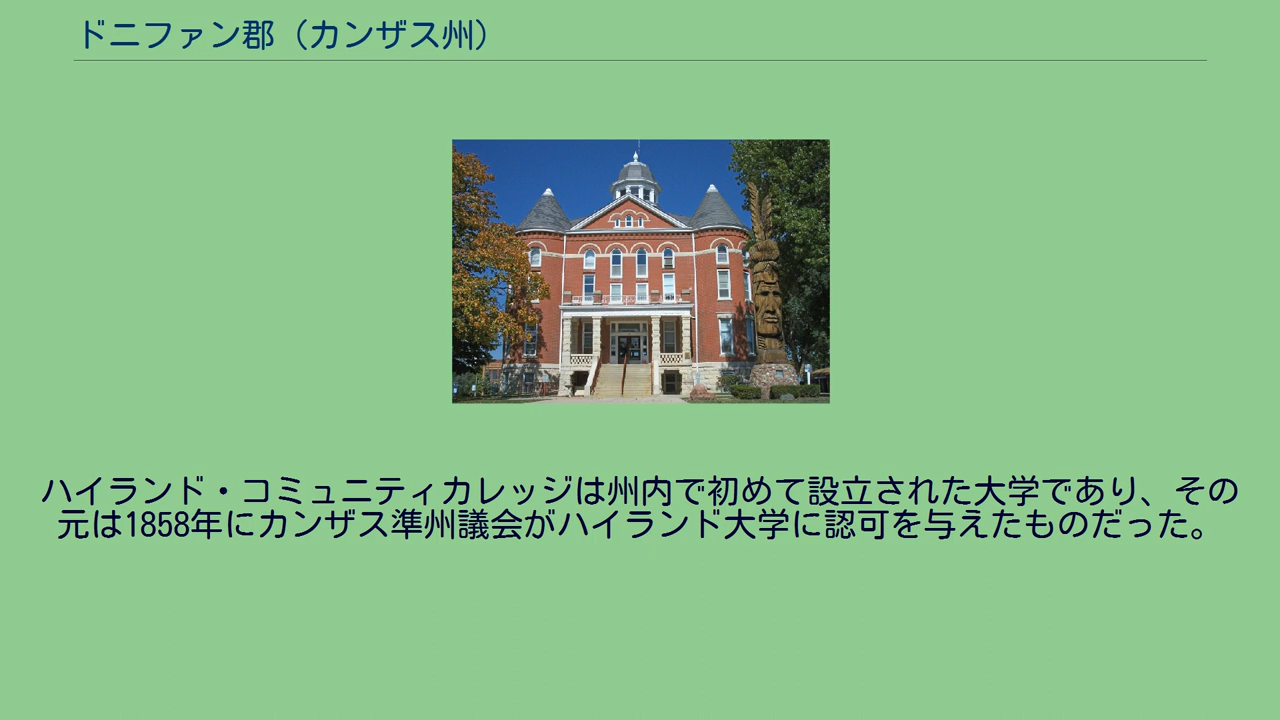 ドニファン郡（カンザス州）
ハイランド・コミュニティカレッジは州内で初めて設立された大学であり、その
元は1858年にカンザス準州議会がハイランド大学に認可を与えたものだった。